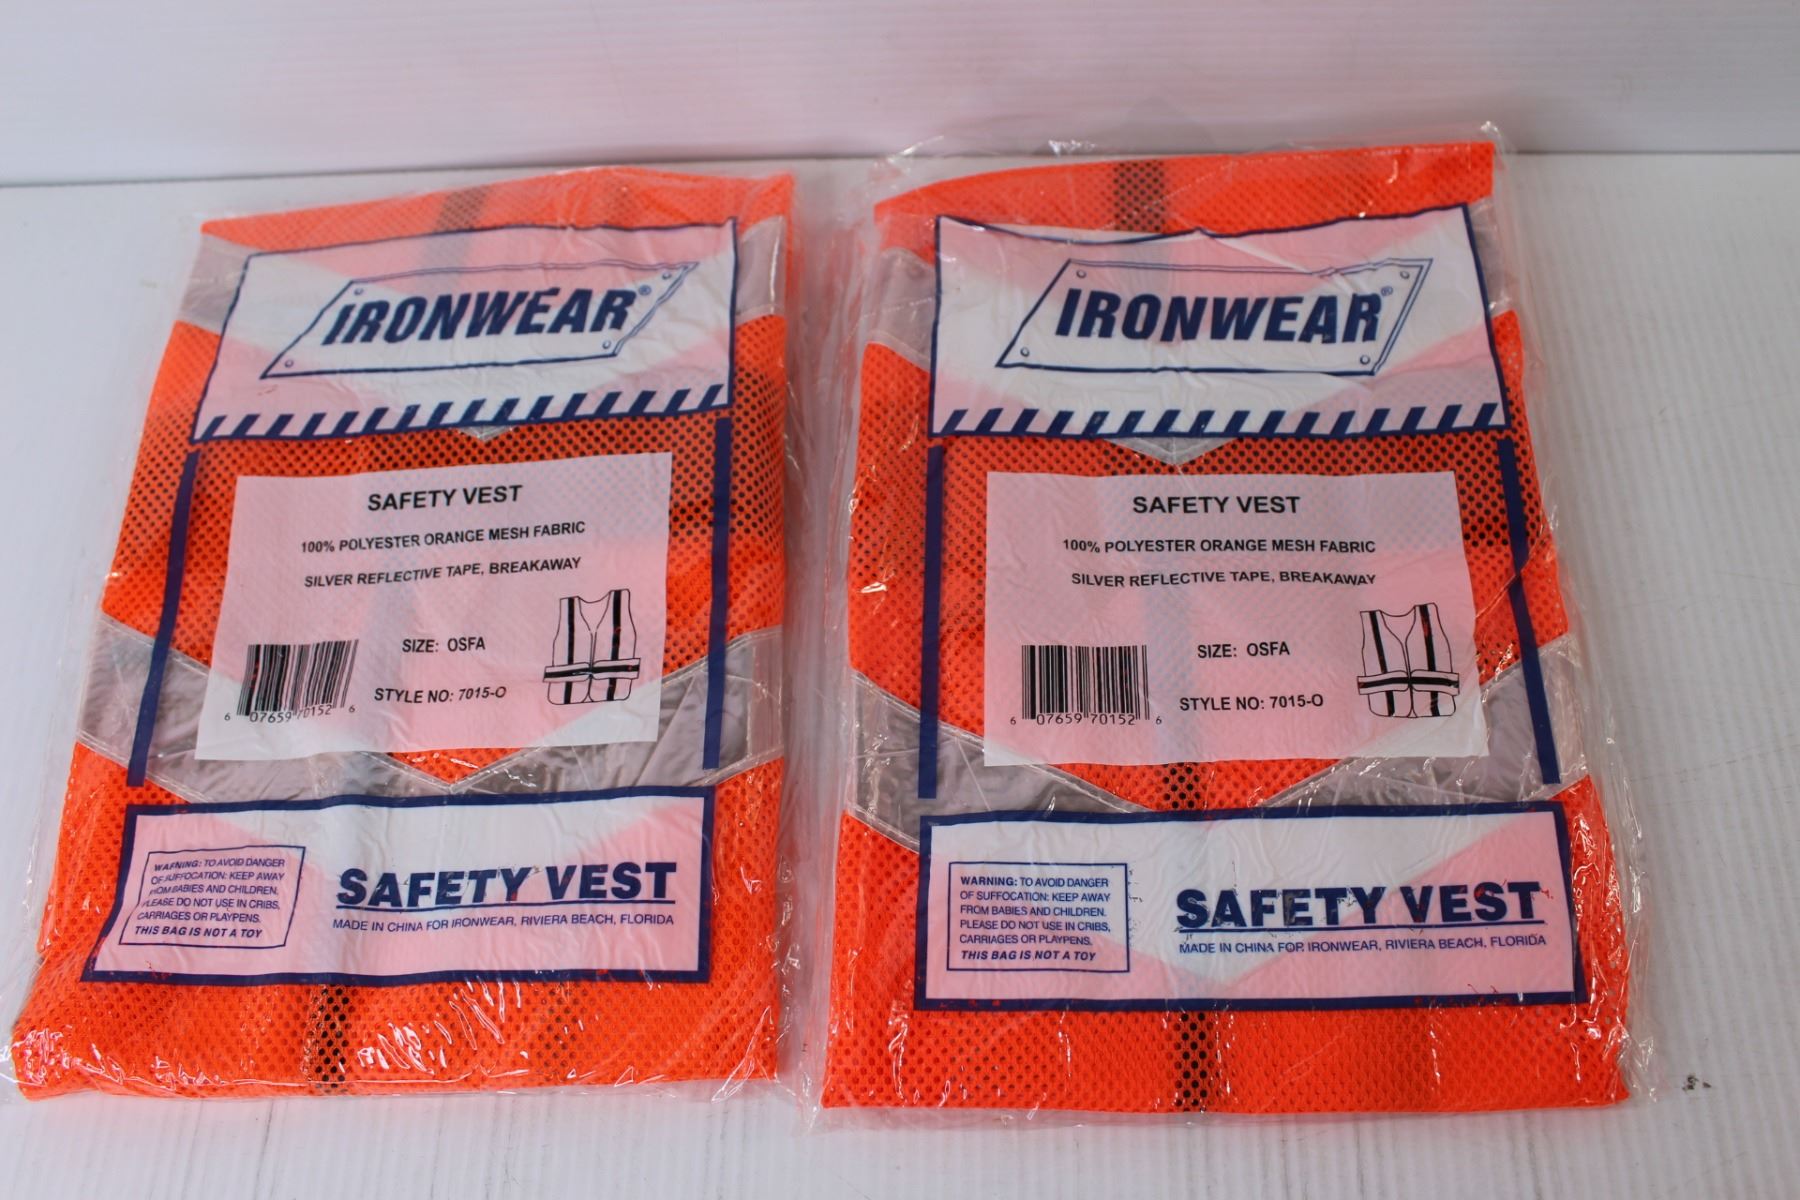 IRONWEAR®
SAFETY VEST
100% POLYESTER ORANGE MESH FABRIC
SILVER REFLECTIVE TAPE, BREAKAWAY
SIZE: OSFA
STYLE NO: 7015-O
6 07659 70152 6
WARNING: TO AVOID DANGER
OF SUFFOCATION: KEEP AWAY
FROM BABIES AND CHILDREN.
PLEASE DO NOT USE IN CRIBS,
CARRIAGES OR PLAYPENS.
THIS BAG IS NOT A TOY
SAFETY VEST
MADE IN CHINA FOR IRONWEAR, RIVIERA BEACH, FLORIDA
IRONWEAR®
SAFETY VEST
100% POLYESTER ORANGE MESH FABRIC
SILVER REFLECTIVE TAPE, BREAKAWAY
SIZE: OSFA
STYLE NO: 7015-O
6 07659 70152 6
WARNING: TO AVOID DANGER
OF SUFFOCATION: KEEP AWAY
FROM BABIES AND CHILDREN.
PLEASE DO NOT USE IN CRIBS,
CARRIAGES OR PLAYPENS.
THIS BAG IS NOT A TOY
SAFETY VEST
MADE IN CHINA FOR IRONWEAR, RIVIERA BEACH, FLORIDA